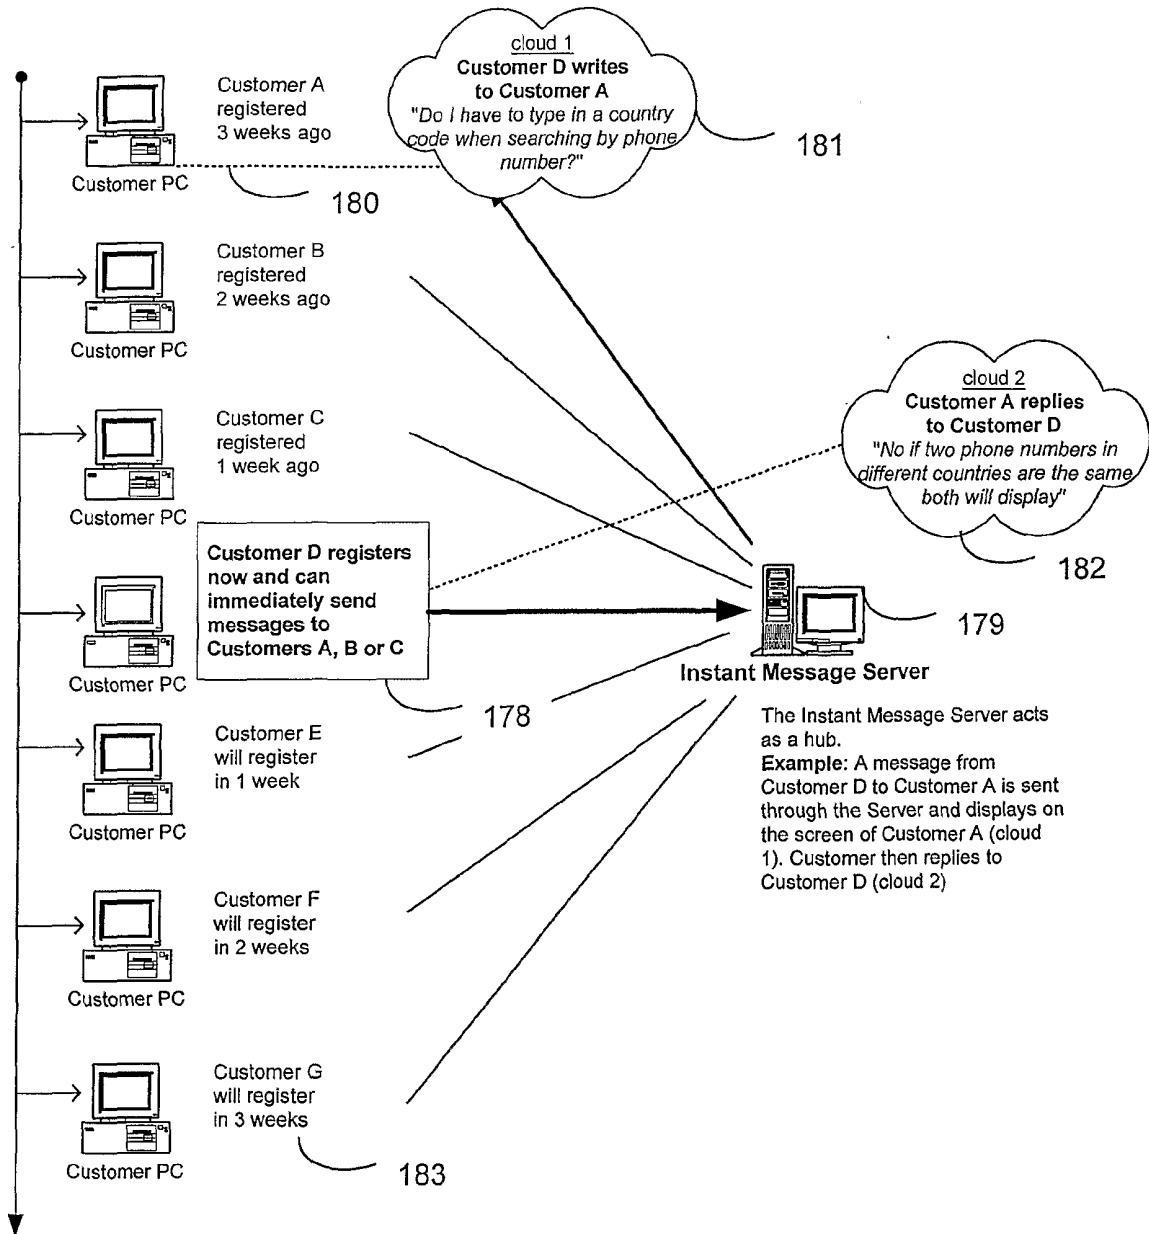 cloud 1
Customer D writes
to Customer A
"Do I have to type in a country
code when searching by phone
number?"
181
Customer A
registered
3 weeks ago
Customer PC
180
Customer B
registered
2 weeks ago
Customer PC
cloud 2
Customer A replies
to Customer D
"No if two phone numbers in
different countries are the same
both will display"
182
Customer C
registered
1 week ago
Customer PC
Customer D registers
now and can
immediately send
messages to
Customers A, B or C
Customer PC
178
179
Instant Message Server
The Instant Message Server acts
as a hub.
Example: A message from
Customer D to Customer A is sent
through the Server and displays on
the screen of Customer A (cloud
1). Customer then replies to
Customer D (cloud 2)
Customer E
will register
in 1 week
Customer PC
Customer F
will register
in 2 weeks
Customer PC
Customer G
will register
in 3 weeks
Customer PC
183